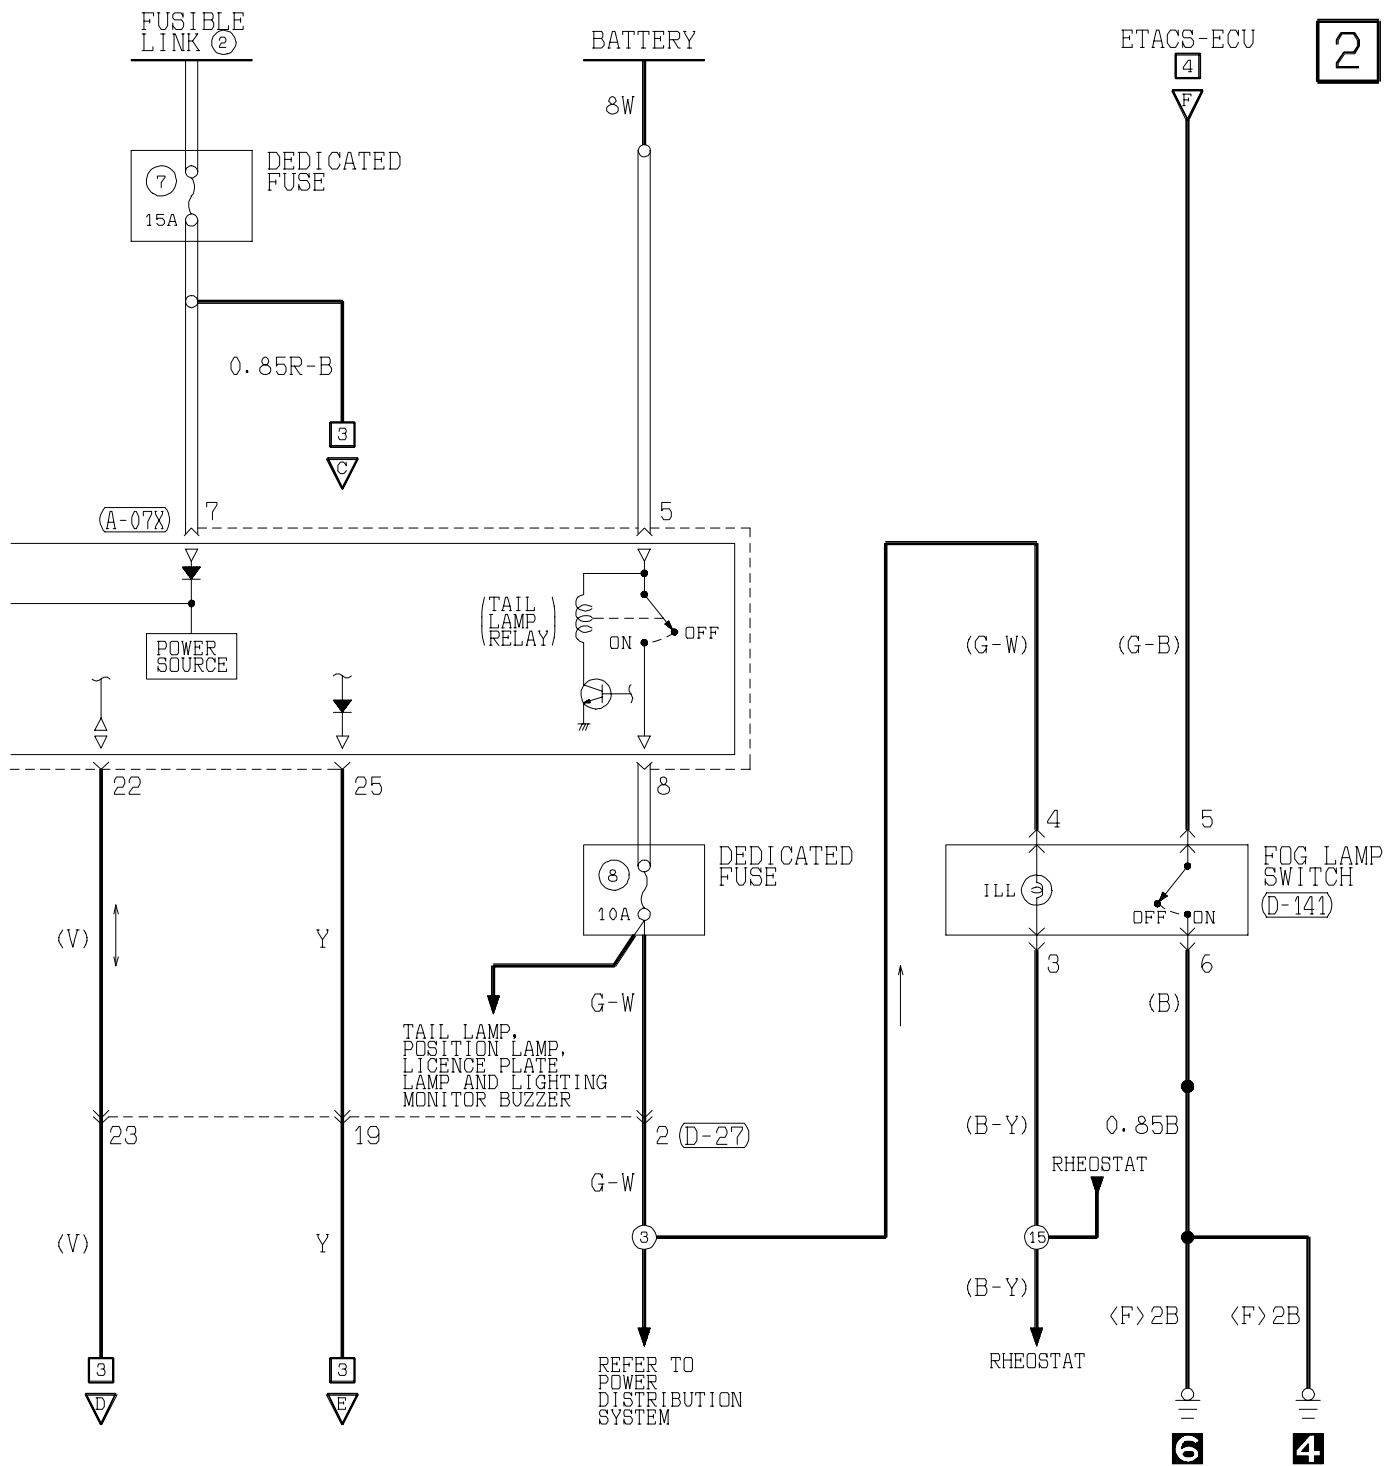 FUSIBLE
LINK 2
BATTERY
ETACS-ECU
4
F
2
8W
7
15A
DEDICATED
FUSE
0.85R-B
3
C
(A-07X)
7
5
POWER
SOURCE
(TAIL
LAMP
RELAY)
ON
OFF
(G-W)
(G-B)
22
25
8
4
5
8
10A
DEDICATED
FUSE
ILL
OFF
ON
FOG LAMP
SWITCH
(D-141)
3
6
(V)
Y
G-W
(B)
TAIL LAMP,
POSITION LAMP,
LICENCE PLATE
LAMP AND LIGHTING
MONITOR BUZZER
23
19
2 (D-27)
(B-Y)
0.85B
RHEOSTAT
G-W
(V)
Y
3
15
(B-Y)
<F>2B
<F>2B
RHEOSTAT
3
D
3
E
REFER TO
POWER
DISTRIBUTION
SYSTEM
6
4